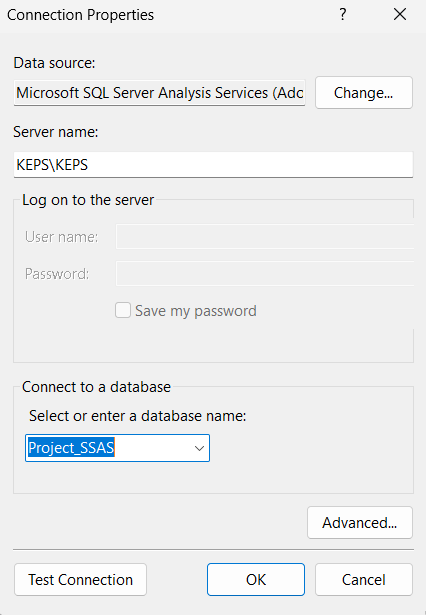 Connection Properties ?
Data source:
Microsoft SQL Server Analysis Services (Adc
Change...
Server name:
KEPS\KEPS
Log on to the server
User name:
Password:
Save my password
Connect to a database
Select or enter a database name:
Project_SSAS
Advanced...
Test Connection OK Cancel